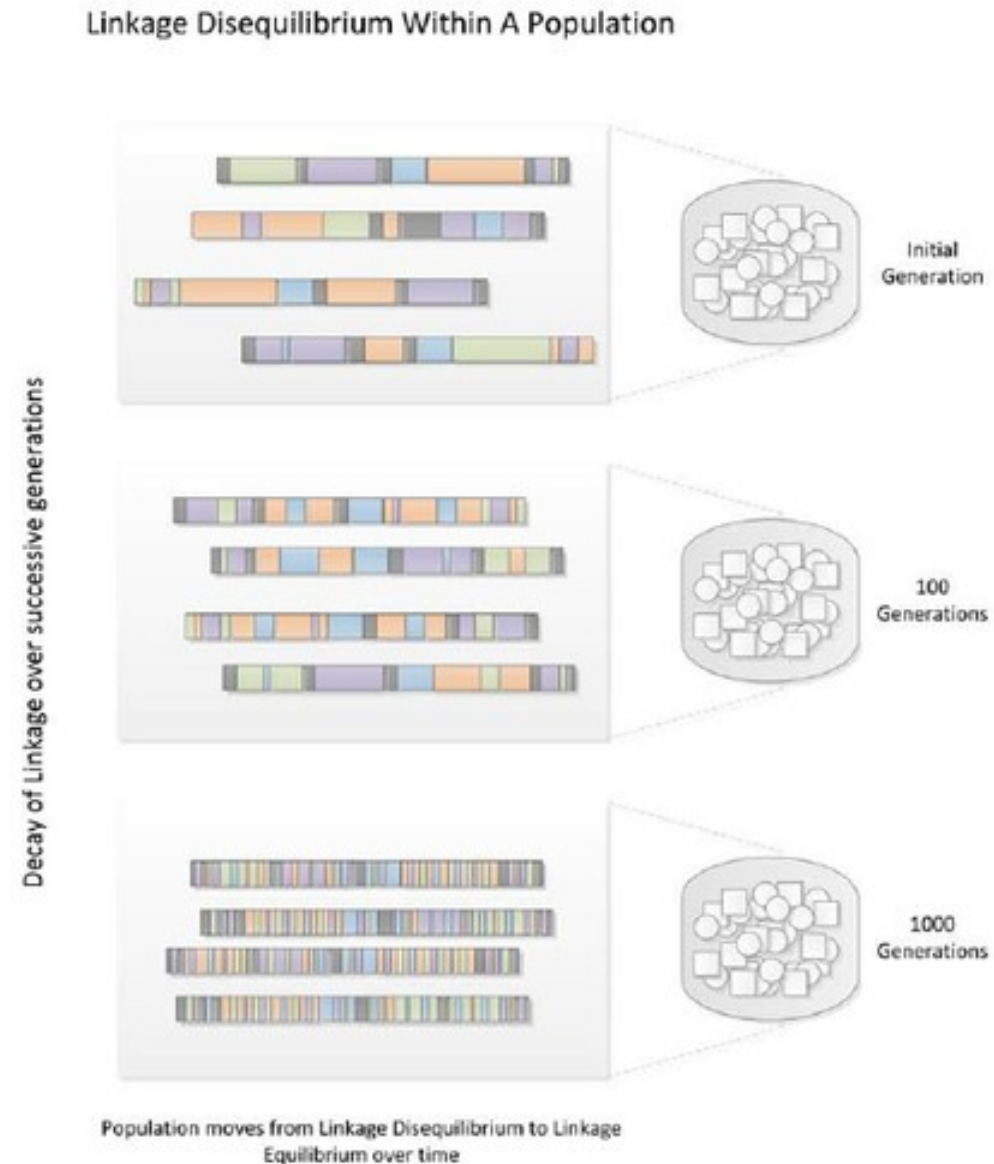 Linkage Disequilibrium Within A Population
Decay of Linkage over successive generations
Initial
Generation
100
Generations
1000
Generations
Population moves from Linkage Disequilibrium to Linkage
Equilibrium over time